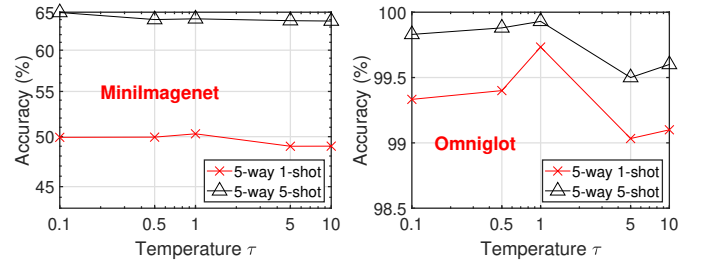 Accuracy (%)
65
60
55
50
45
MiniImagenet
5-way 1-shot
5-way 5-shot
0.1
0.5
1
5
10
Temperature τ
Accuracy (%)
100
99.5
99
98.5
Omniglot
5-way 1-shot
5-way 5-shot
0.1
0.5
1
5
10
Temperature τ